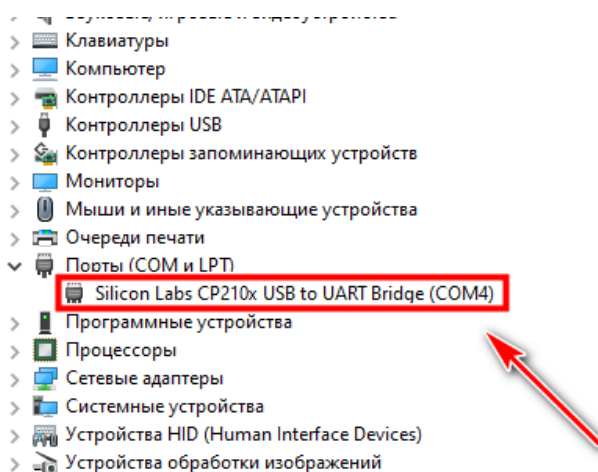 Клавиатуры
Компьютер
Контроллеры IDE ATA/ATAPI
Контроллеры USB
Контроллеры запоминающих устройств
Мониторы
Мыши и иные указывающие устройства
Очереди печати
Порты (COM и LPT)
Silicon Labs CP210x USB to UART Bridge (COM4)
Программные устройства
Процессоры
Сетевые адаптеры
Системные устройства
Устройства HID (Human Interface Devices)
Устройства обработки изображений